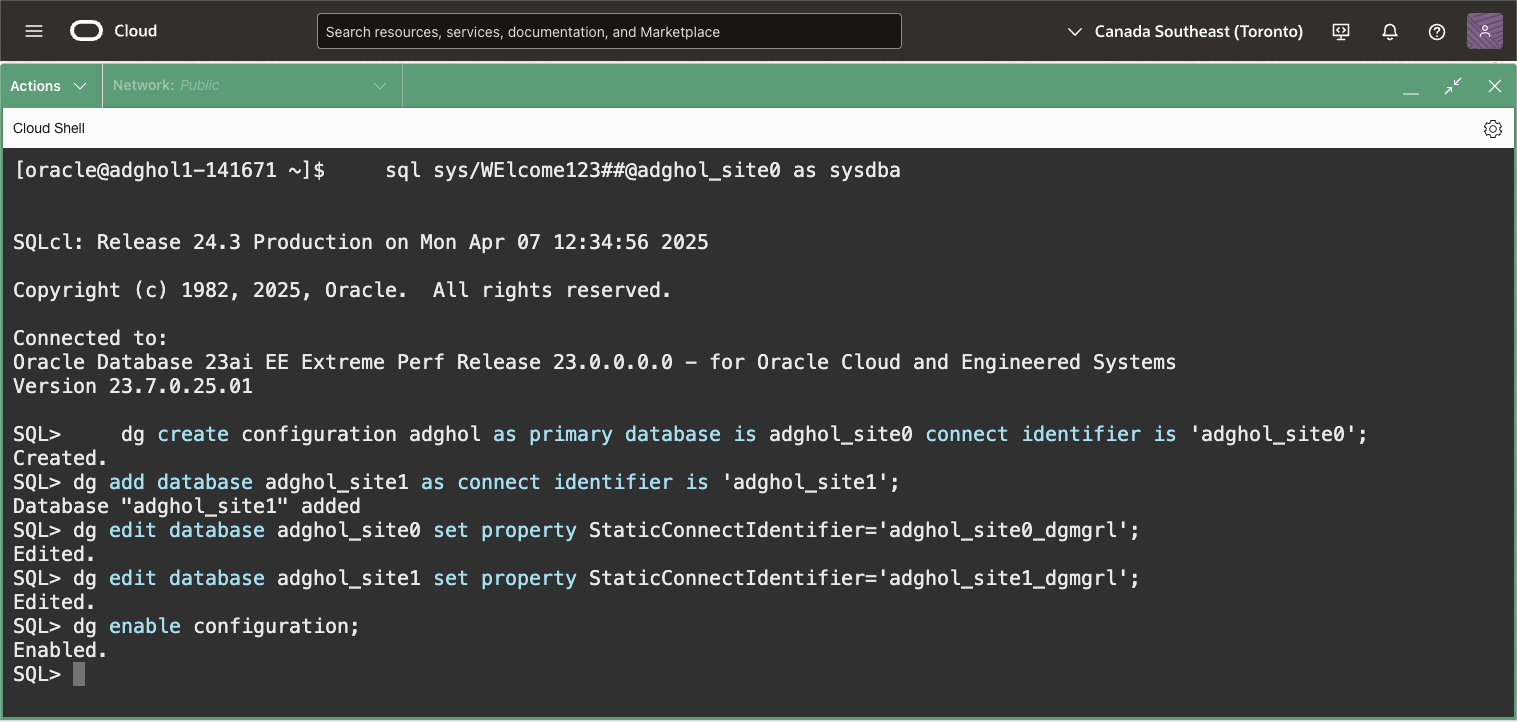 Cloud
Search resources, services, documentation, and Marketplace
Canada Southeast (Toronto)
Actions
Network: Public
Cloud Shell
[oracle@adghol1-141671 ~]$     sql sys/WElcome123##@adghol_site0 as sysdba
SQLcl: Release 24.3 Production on Mon Apr 07 12:34:56 2025
Copyright (c) 1982, 2025, Oracle.  All rights reserved.
Connected to:
Oracle Database 23ai EE Extreme Perf Release 23.0.0.0.0 - for Oracle Cloud and Engineered Systems
Version 23.7.0.25.01
SQL>     dg create configuration adghol as primary database is adghol_site0 connect identifier is 'adghol_site0';
Created.
SQL> dg add database adghol_site1 as connect identifier is 'adghol_site1';
Database "adghol_site1" added
SQL> dg edit database adghol_site0 set property StaticConnectIdentifier='adghol_site0_dgmgrl';
Edited.
SQL> dg edit database adghol_site1 set property StaticConnectIdentifier='adghol_site1_dgmgrl';
Edited.
SQL> dg enable configuration;
Enabled.
SQL>